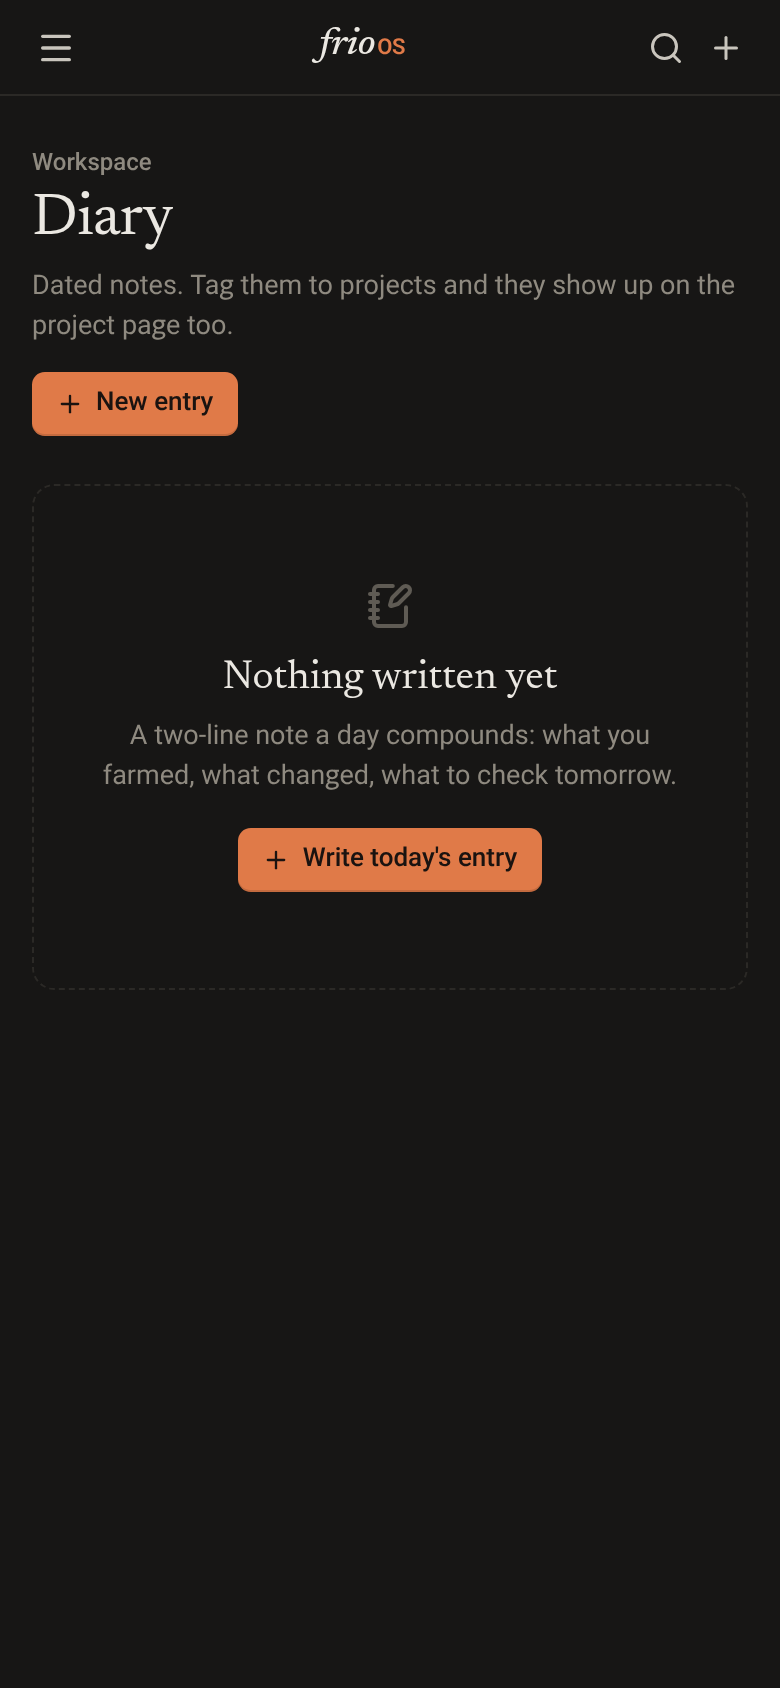 frio os
Workspace
Diary
Dated notes. Tag them to projects and they show up on the
project page too.
New entry
Nothing written yet
A two-line note a day compounds: what you
farmed, what changed, what to check tomorrow.
Write today's entry